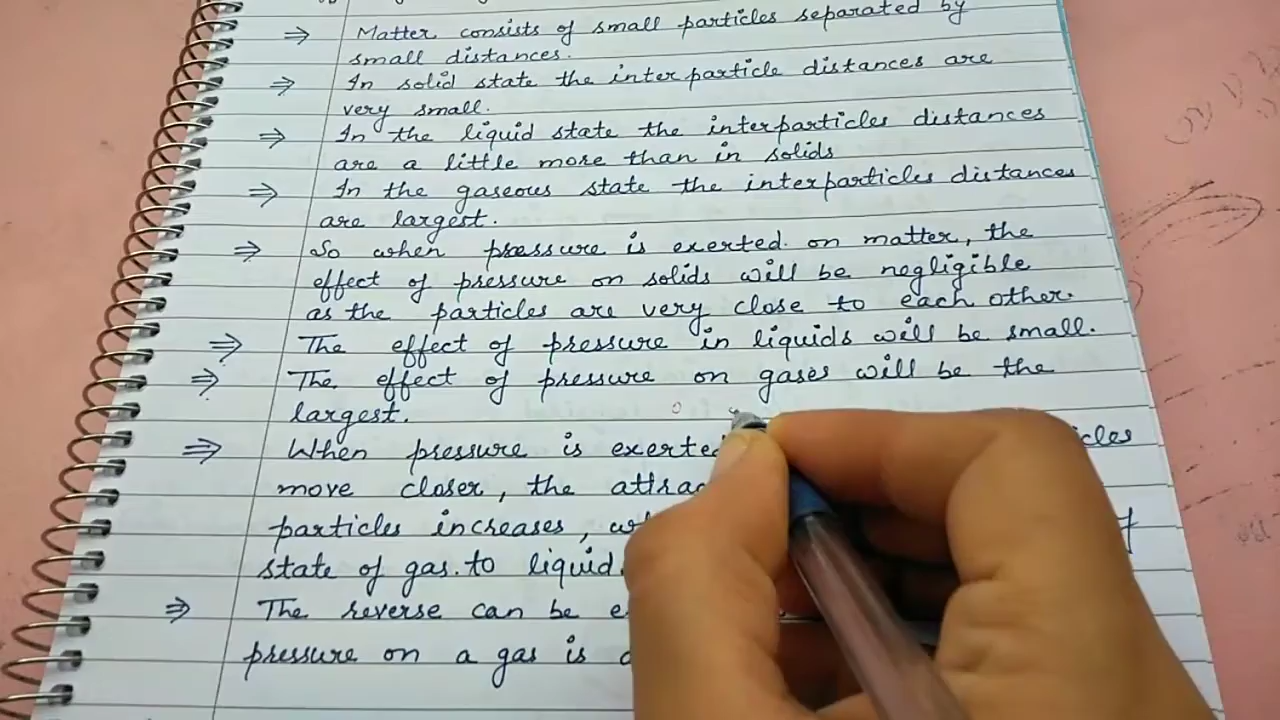 ⇒ Matter consists of small particles separated by
small distances.
⇒ In solid state the interparticle distances are
very small.
⇒ In the liquid state the interparticles distances
are a little more than in solids
⇒ In the gaseous state the interparticles distances
are largest.
⇒ So when pressure is exerted on matter, the
effect of pressure on solids will be negligible
as the particles are very close to each other.
⇒ The effect of pressure in liquids will be small.
⇒ The effect of pressure on gases will be the
largest.
⇒ When pressure is
move closer, the
particles increases,
state of gas to liquid.
⇒ The reverse can be
pressure on a gas is